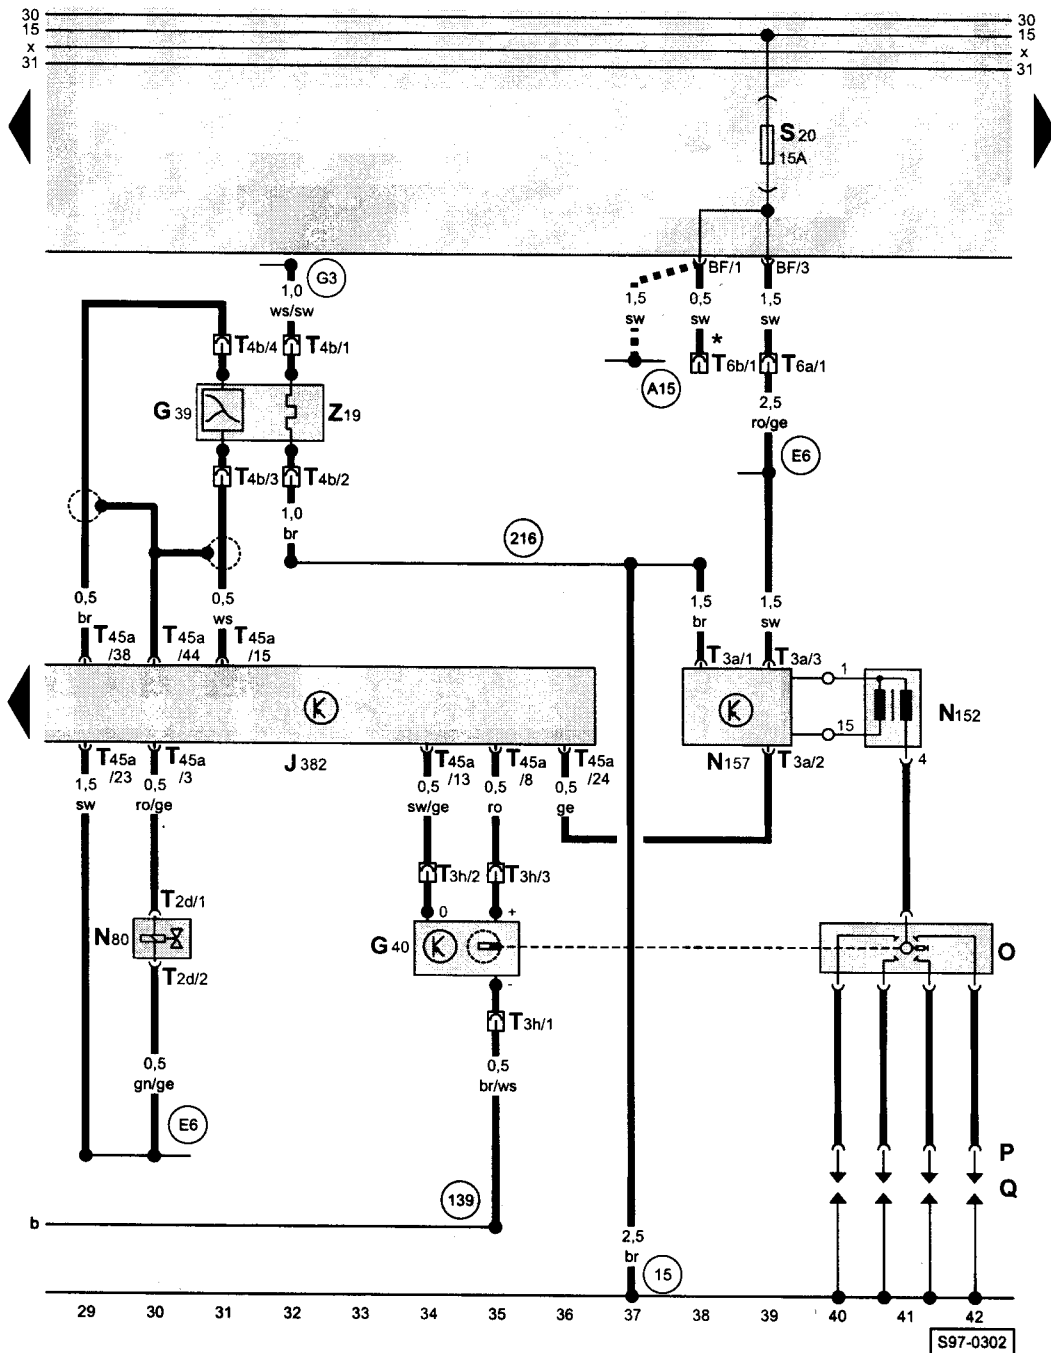 30 30
15 15
x x
31 31
S20
15A
BF/1 BF/3
G3
1,0
ws/sw
1,5
sw
0,5
sw
1,5
sw
*
T4b/4 T4b/1
T6b/1 T6a/1
A15
G39 Z19
2,5
ro/ge
E6
T4b/3 T4b/2
1,0
br
216
0,5
br
0,5
ws
1,5
br
1,5
sw
T45a/38 T45a/44 T45a/15
T3a/1 T3a/3
1
15
N152
J382
N157
T3a/2
4
T45a/23 T45a/3 T45a/13 T45a/8 T45a/24
1,5
sw
0,5
ro/ge
0,5
sw/ge
0,5
ro
0,5
ge
T3h/2 T3h/3
T2d/1
0 +
N80 G40 O
T2d/2
-
T3h/1
0,5
gn/ge
0,5
br/ws
E6
P
Q
139
b
2,5
br
15
29 30 31 32 33 34 35 36 37 38 39 40 41 42
S97-0302